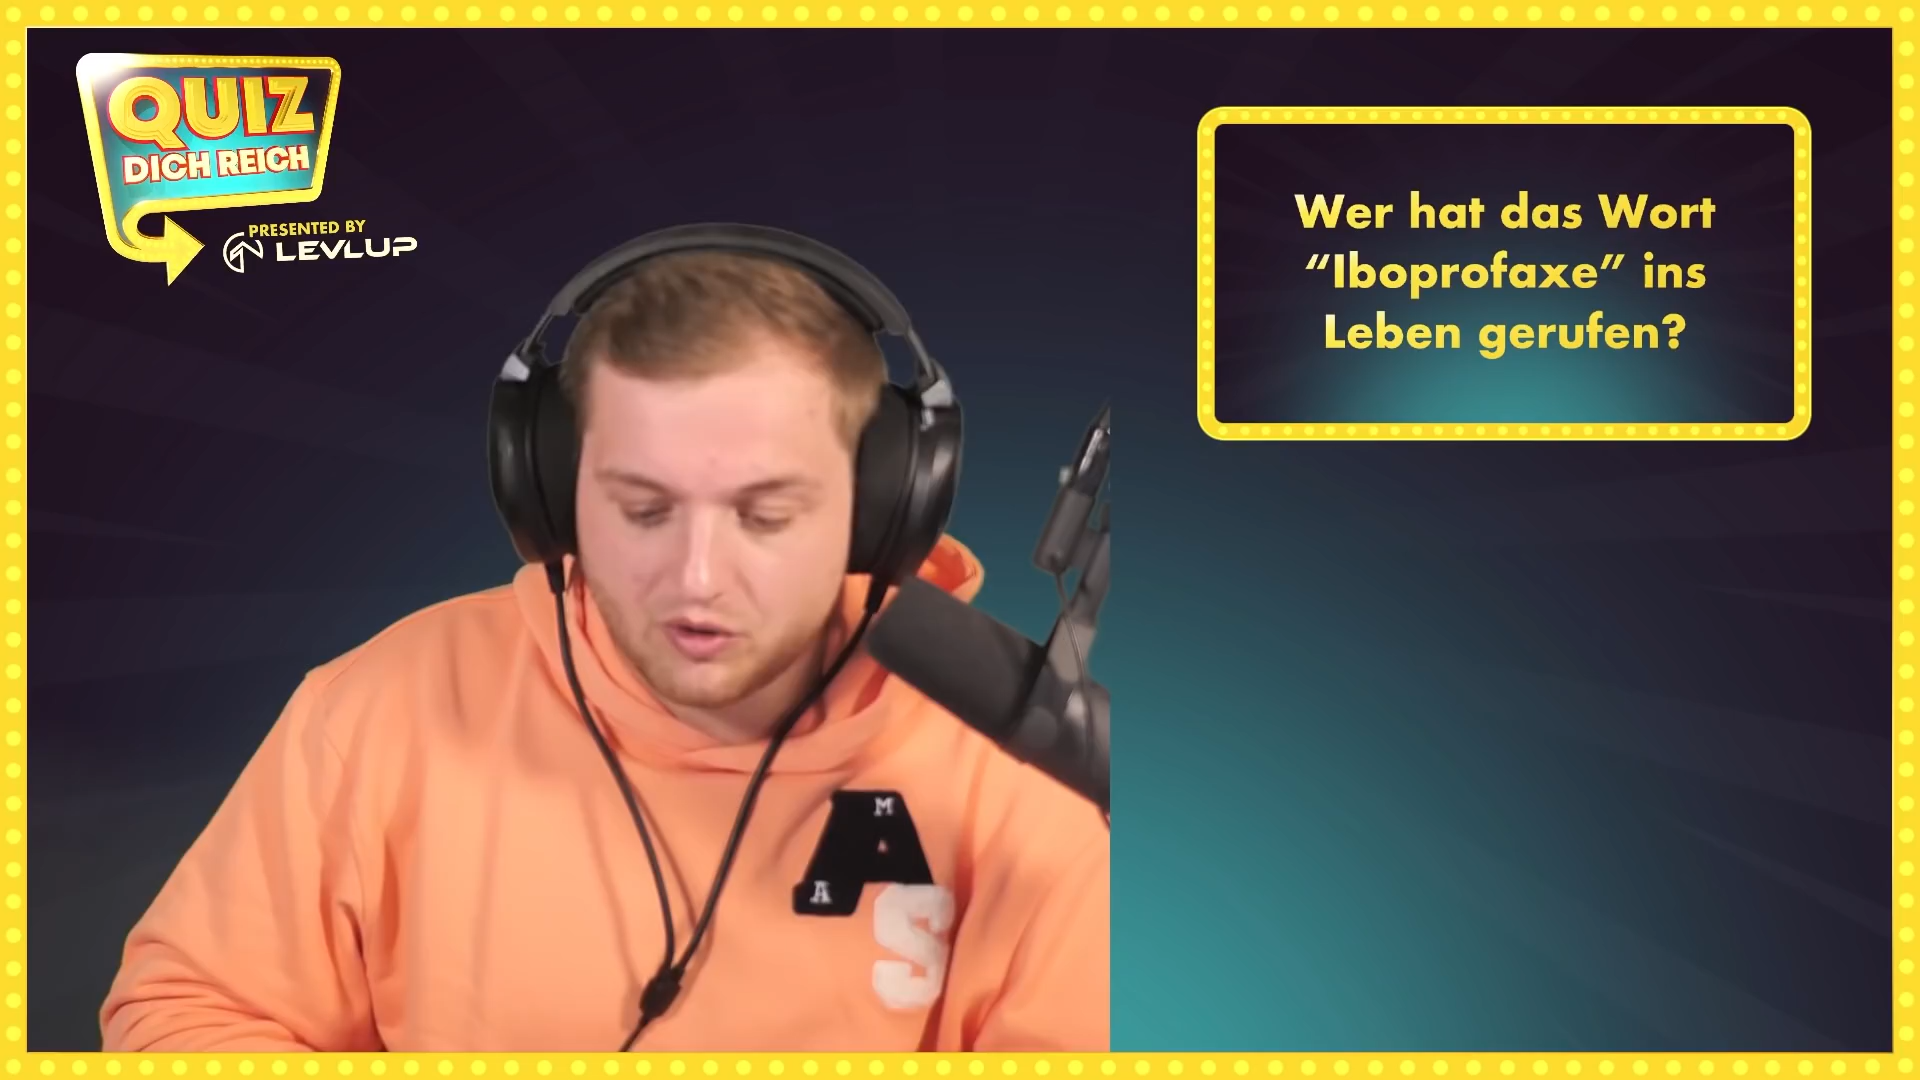 QUIZ
DICH REICH
PRESENTED BY
LEVLUP
Wer hat das Wort
“Iboprofaxe” ins
Leben gerufen?
M
A
S